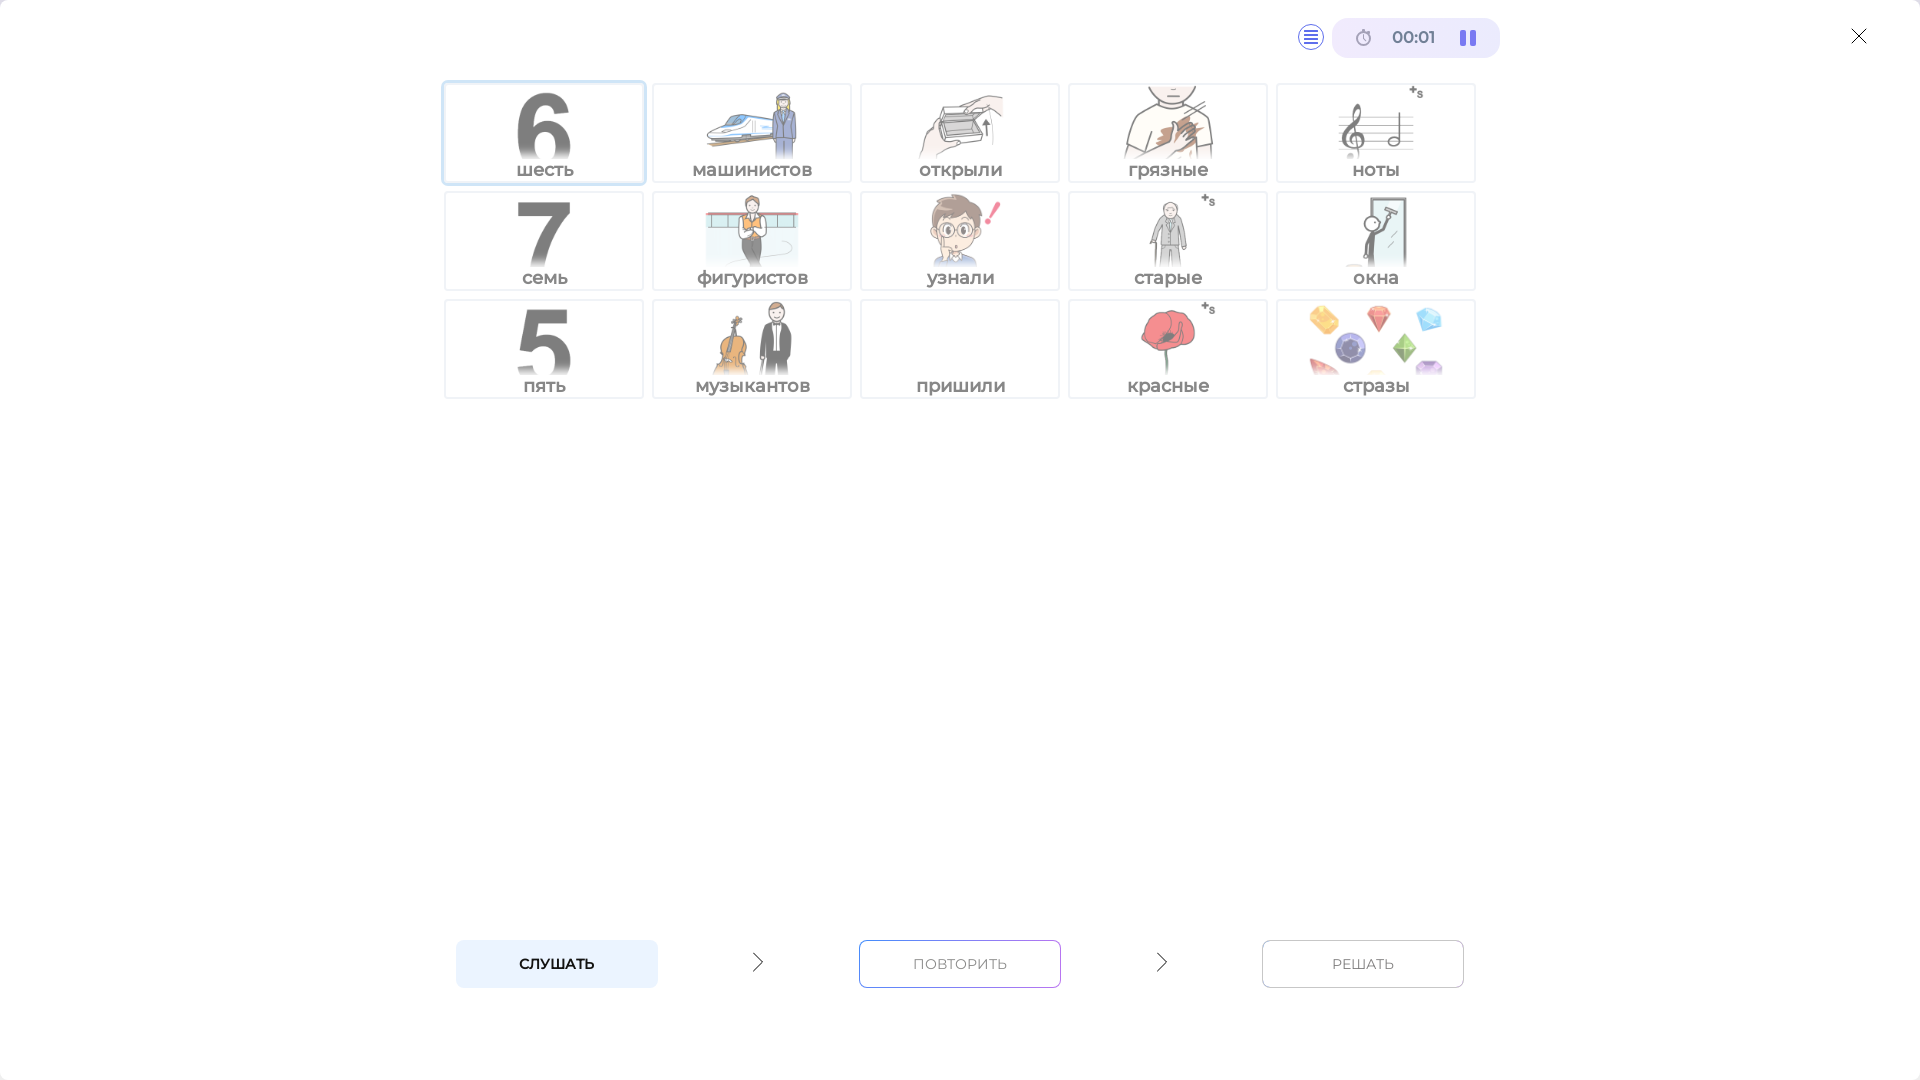 00:01
6
+s
шесть
машинистов
открыли
грязные
ноты
7
+s
семь
фигуристов
узнали
старые
окна
5
+s
пять
музыкантов
пришили
красные
стразы
СЛУШАТЬ
ПОВТОРИТЬ
РЕШАТЬ